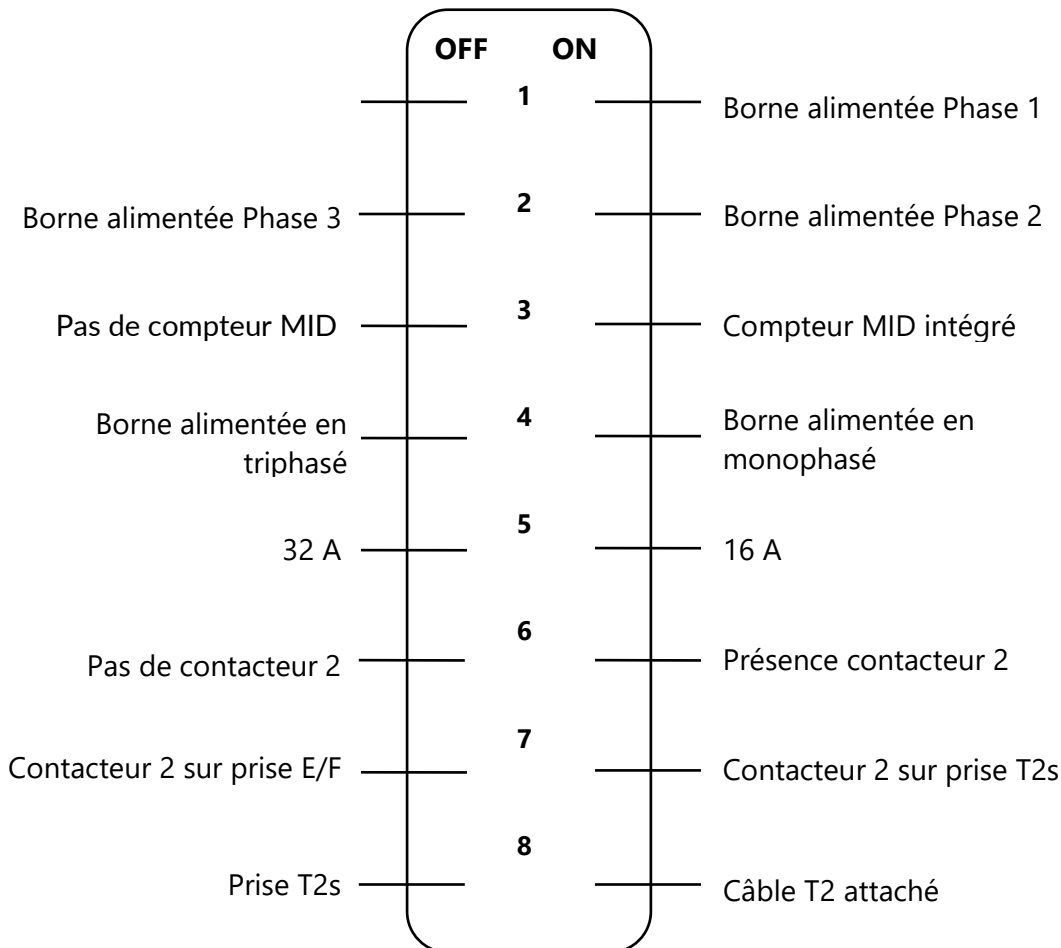 OFF ON
1
Borne alimentée Phase 1
Borne alimentée Phase 3
2
Borne alimentée Phase 2
Pas de compteur MID
3
Compteur MID intégré
Borne alimentée en
triphasé
4
Borne alimentée en
monophasé
32 A
5
16 A
Pas de contacteur 2
6
Présence contacteur 2
Contacteur 2 sur prise E/F
7
Contacteur 2 sur prise T2s
Prise T2s
8
Câble T2 attaché